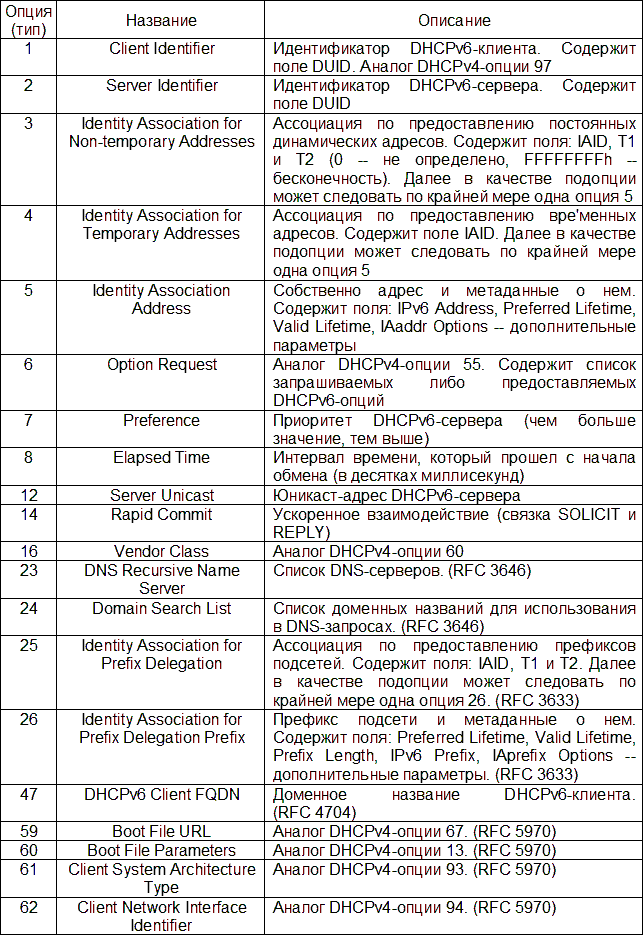 Опция (тип) Название Описание
1 Client Identifier Идентификатор DHCPv6-клиента. Содержит
поле DUID. Аналог DHCPv4-опции 97
2 Server Identifier Идентификатор DHCPv6-сервера. Содержит
поле DUID
3 Identity Association for Ассоциация по предоставлению постоянных
Non-temporary Addresses динамических адресов. Содержит поля: IAID, T1
и T2 (0 -- не определено, FFFFFFFFh --
бесконечность). Далее в качестве подопции
может следовать по крайней мере одна опция 5
4 Identity Association for Ассоциация по предоставлению вре'менных
Temporary Addresses адресов. Содержит поле IAID. Далее в качестве
подопции может следовать по крайней мере
одна опция 5
5 Identity Association Собственно адрес и метаданные о нем.
Address Содержит поля: IPv6 Address, Preferred Lifetime,
Valid Lifetime, IAaddr Options -- дополнительные
параметры
6 Option Request Аналог DHCPv4-опции 55. Содержит список
запрашиваемых либо предоставляемых
DHCPv6-опций
7 Preference Приоритет DHCPv6-сервера (чем больше
значение, тем выше)
8 Elapsed Time Интервал времени, который прошел с начала
обмена (в десятках миллисекунд)
12 Server Unicast Юникаст-адрес DHCPv6-сервера
14 Rapid Commit Ускоренное взаимодействие (связка SOLICIT и
REPLY)
16 Vendor Class Аналог DHCPv4-опции 60
23 DNS Recursive Name Список DNS-серверов. (RFC 3646)
Server
24 Domain Search List Список доменных названий для использования
в DNS-запросах. (RFC 3646)
25 Identity Association for Ассоциация по предоставлению префиксов
Prefix Delegation подсетей. Содержит поля: IAID, T1 и T2. Далее
в качестве подопции может следовать по
крайней мере одна опция 26. (RFC 3633)
26 Identity Association for Префикс подсети и метаданные о нем.
Prefix Delegation Prefix Содержит поля: Preferred Lifetime, Valid Lifetime,
Prefix Length, IPv6 Prefix, IAprefix Options --
дополнительные параметры. (RFC 3633)
47 DHCPv6 Client FQDN Доменное название DHCPv6-клиента.
(RFC 4704)
59 Boot File URL Аналог DHCPv4-опции 67. (RFC 5970)
60 Boot File Parameters Аналог DHCPv4-опции 13. (RFC 5970)
61 Client System Architecture Аналог DHCPv4-опции 93. (RFC 5970)
Type
62 Client Network Interface Аналог DHCPv4-опции 94. (RFC 5970)
Identifier